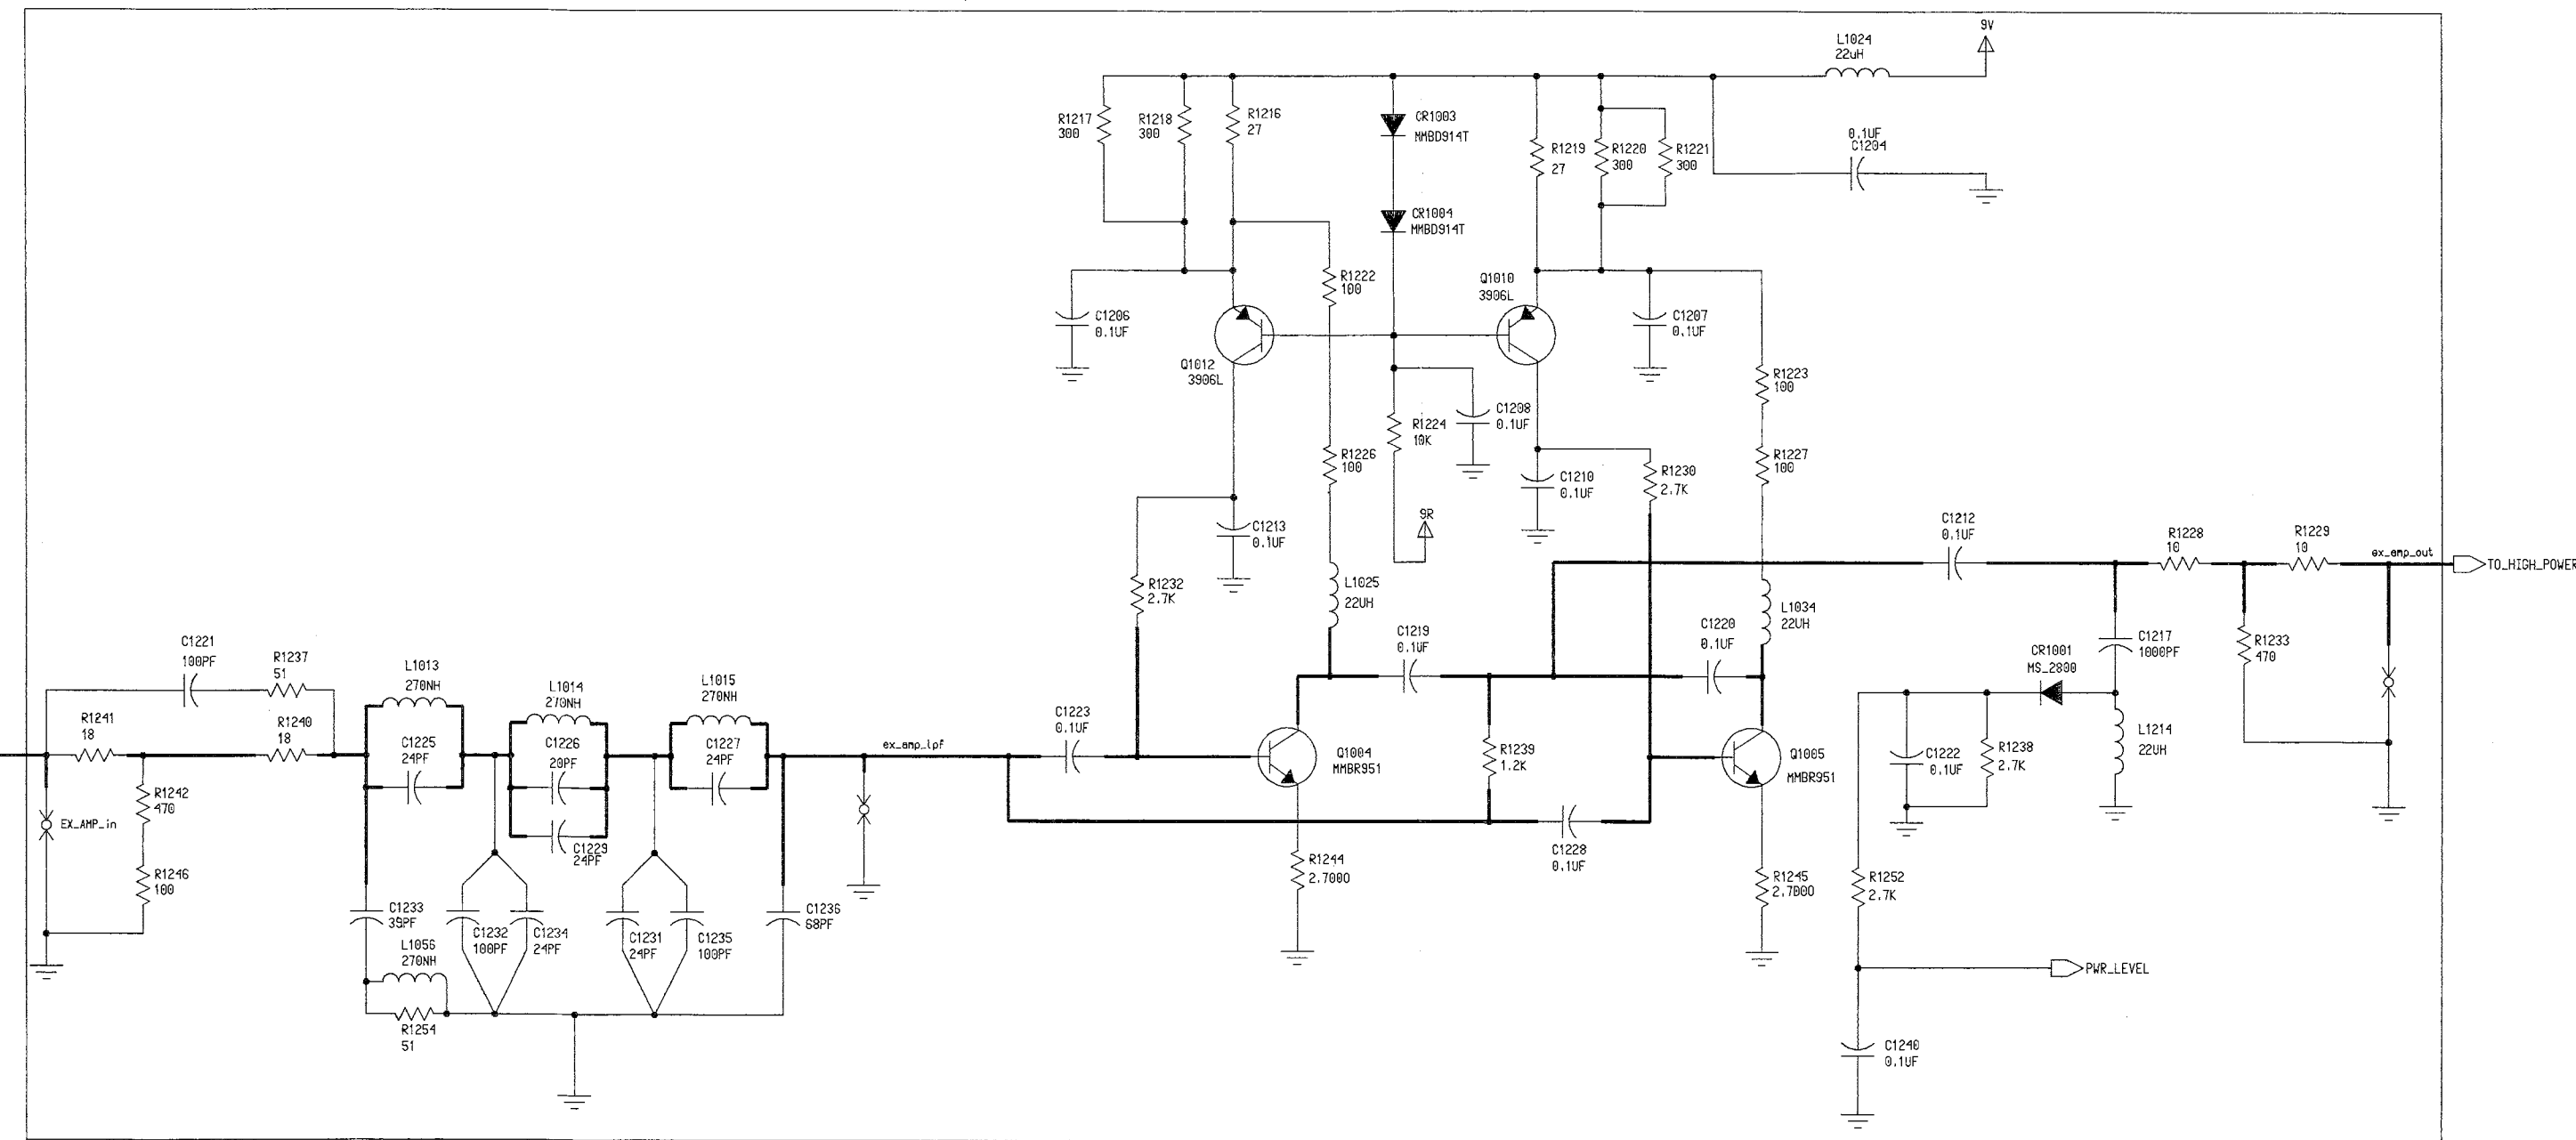 9V
L1024
22uH
R1217
300
R1218
300
R1216
27
CR1003
MMBD914T
R1219
27
R1220
300
R1221
300
0.1UF
C1204
CR1004
MMBD914T
R1222
100
Q1010
3906L
C1206
0.1UF
C1207
0.1UF
Q1012
3906L
R1223
100
C1208
0.1UF
R1224
10K
R1226
100
R1227
100
C1210
0.1UF
R1230
2.7K
9R
C1213
0.1UF
C1212
0.1UF
R1228
10
R1229
10
ex_amp_out
TO_HIGH_POWER
R1232
2.7K
L1025
22UH
L1034
22UH
C1219
0.1UF
C1220
0.1UF
C1217
1000PF
R1233
470
CR1001
MS_2800
C1221
100PF
R1237
51
L1013
270NH
L1014
270NH
L1015
270NH
R1241
18
R1240
18
C1225
24PF
C1226
20PF
C1227
24PF
C1223
0.1UF
ex_amp_lpf
Q1004
MMBR951
R1239
1.2K
Q1005
MMBR951
C1222
0.1UF
R1238
2.7K
L1214
22UH
R1242
470
EX_AMP_in
C1229
24PF
C1228
0.1UF
R1246
100
R1244
2.7000
R1245
2.7000
R1252
2.7K
C1233
39PF
C1232
100PF
C1234
24PF
C1231
24PF
C1235
100PF
C1236
68PF
L1056
270NH
R1254
51
PWR_LEVEL
C1240
0.1UF